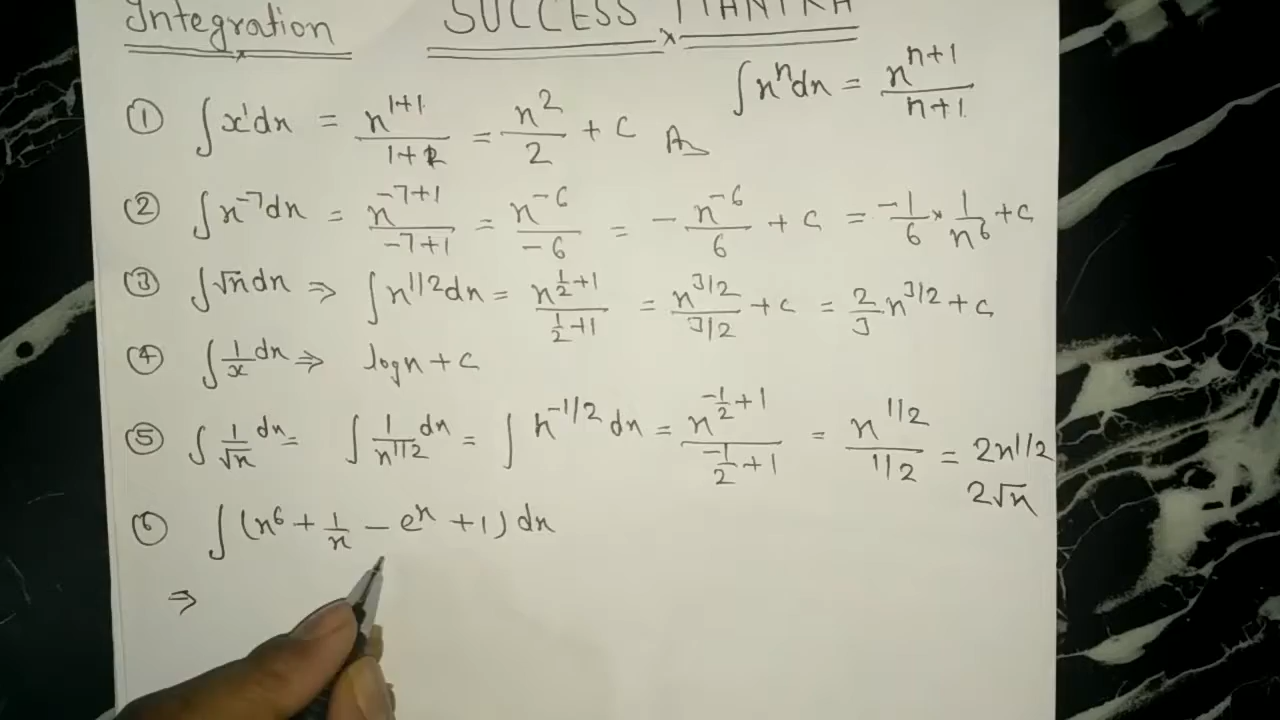 Integration SUCCESS MANTRA
∫xⁿdx = xⁿ⁺¹/n+1
① ∫x¹dx = x¹⁺¹/1+1 = x²/2 + C As
② ∫x⁻⁷dx = x⁻⁷⁺¹/-7+1 = x⁻⁶/-6 = - x⁻⁶/6 + C = -1/6 × 1/x⁶ + C
③ ∫√x dx ⇒ ∫x^1/2 dx = x^(1/2+1)/(1/2+1) = x^3/2/3/2 + C = 2/3 x^3/2 + C
④ ∫1/x dx ⇒ logx + C
⑤ ∫1/√x dx = ∫1/x^1/2 dx = ∫x^-1/2 dx = x^(-1/2+1)/(-1/2+1) = x^1/2/1/2 = 2x^1/2
2√x
⑥ ∫(x⁶ + 1/x - eˣ + 1) dx
⇒